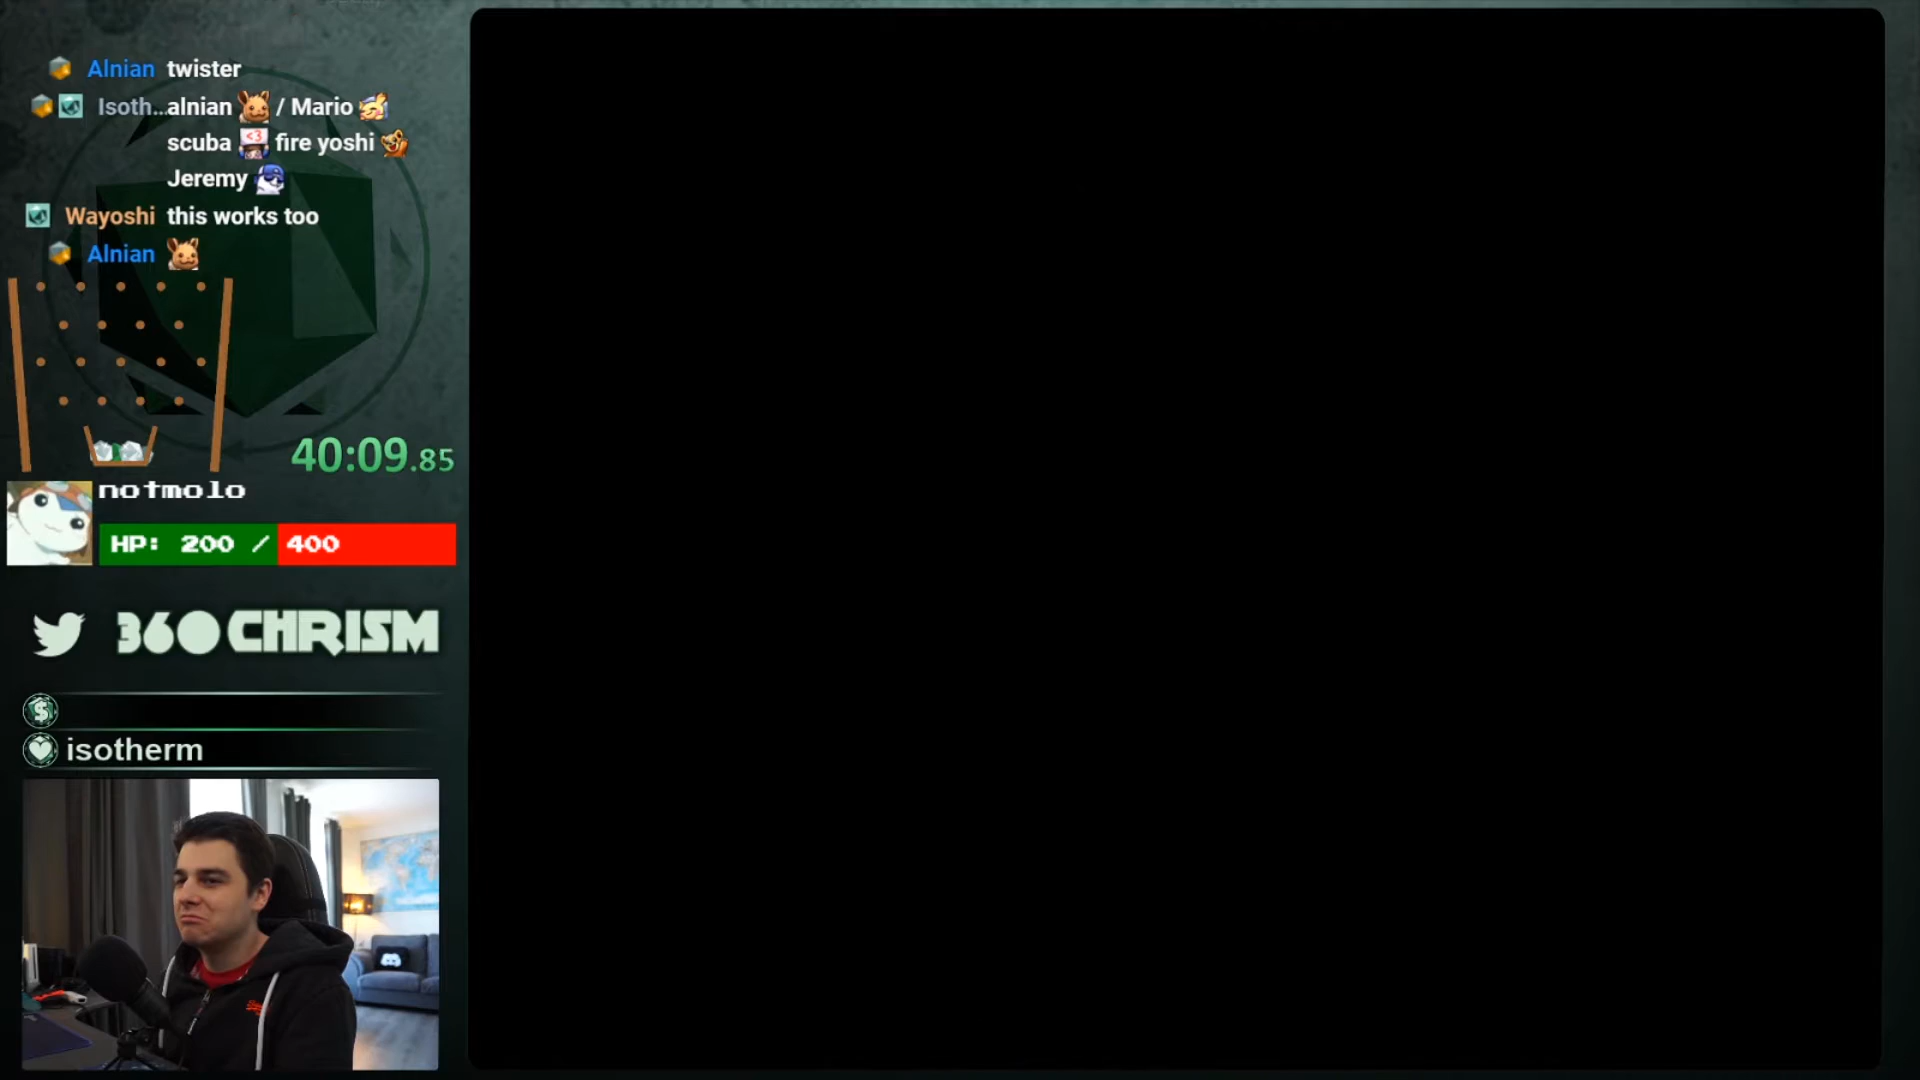 Alnian twister
Isoth...alnian / Mario
scuba <3 fire yoshi
Jeremy
Wayoshi this works too
Alnian
40:09.85
notmolo
HP: 200 / 400
360CHRISM
$
isotherm